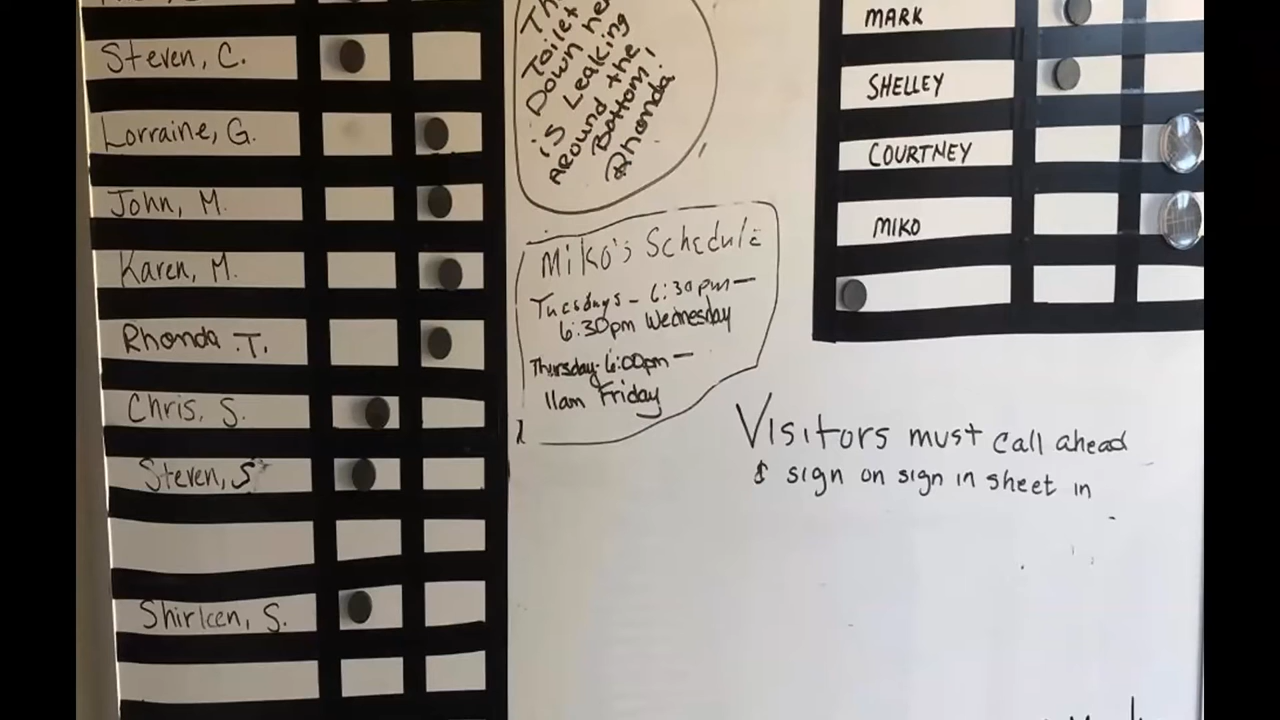 Steven, C.
Lorraine, G.
John, M.
Karen, M.
Rhonda .T.
Chris, S.
Steven, S
Shirleen, S.
Toilet
Down
is Leaking
Around the
Bottom!
Rhonda
Miko's Schedule
Tuesdays - 6:30pm -
6:30pm Wednesday
Thursday- 6:00pm -
11am Friday
MARK
SHELLEY
COURTNEY
MIKO
Visitors must call ahead
& sign on sign in sheet in